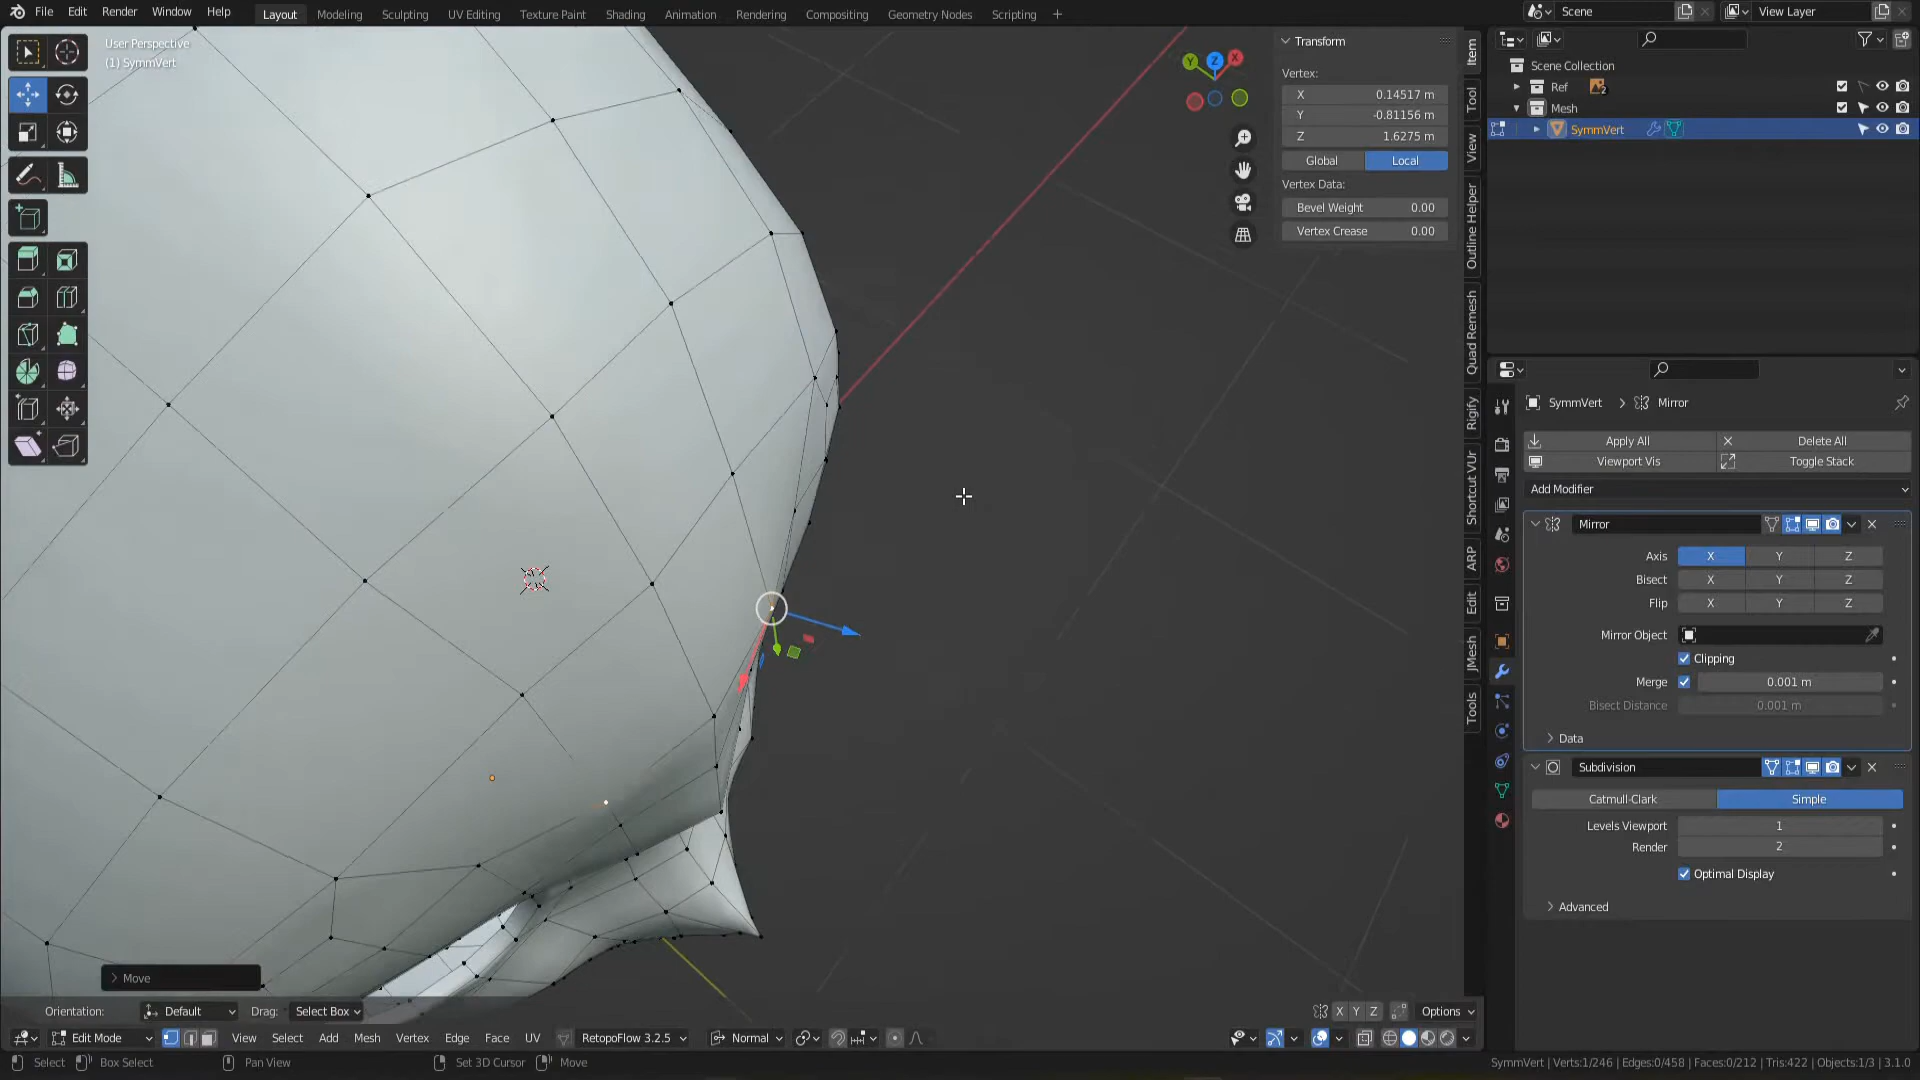 File Edit Render Window Help
Layout Modeling Sculpting UV Editing Texture Paint Shading Animation Rendering Compositing Geometry Nodes Scripting +
Scene
View Layer
User Perspective
(1) SymmVert
Y Z X
Transform
Vertex:
X 0.14517 m
Y -0.81156 m
Z 1.6275 m
Global Local
Vertex Data:
Bevel Weight 0.00
Vertex Crease 0.00
Item
Tool
View
Outline Helper
Quad Remesh
Rigify
Shortcut VUr
ARP
Edit
JMesh
Tools
Scene Collection
Ref 2
Mesh
SymmVert
SymmVert Mirror
Apply All Delete All
Viewport Vis Toggle Stack
Add Modifier
Mirror
Axis X Y Z
Bisect X Y Z
Flip X Y Z
Mirror Object
Clipping
Merge 0.001 m
Bisect Distance 0.001 m
Data
Subdivision
Catmull-Clark Simple
Levels Viewport 1
Render 2
Optimal Display
Advanced
Move
Orientation: Default Drag: Select Box
X Y Z Options
Edit Mode View Select Add Mesh Vertex Edge Face UV RetopoFlow 3.2.5 Normal
Select Box Select Pan View Set 3D Cursor Move
SymmVert | Verts:1/246 | Edges:0/458 | Faces:0/212 | Tris:422 | Objects:1/3 | 3.1.0